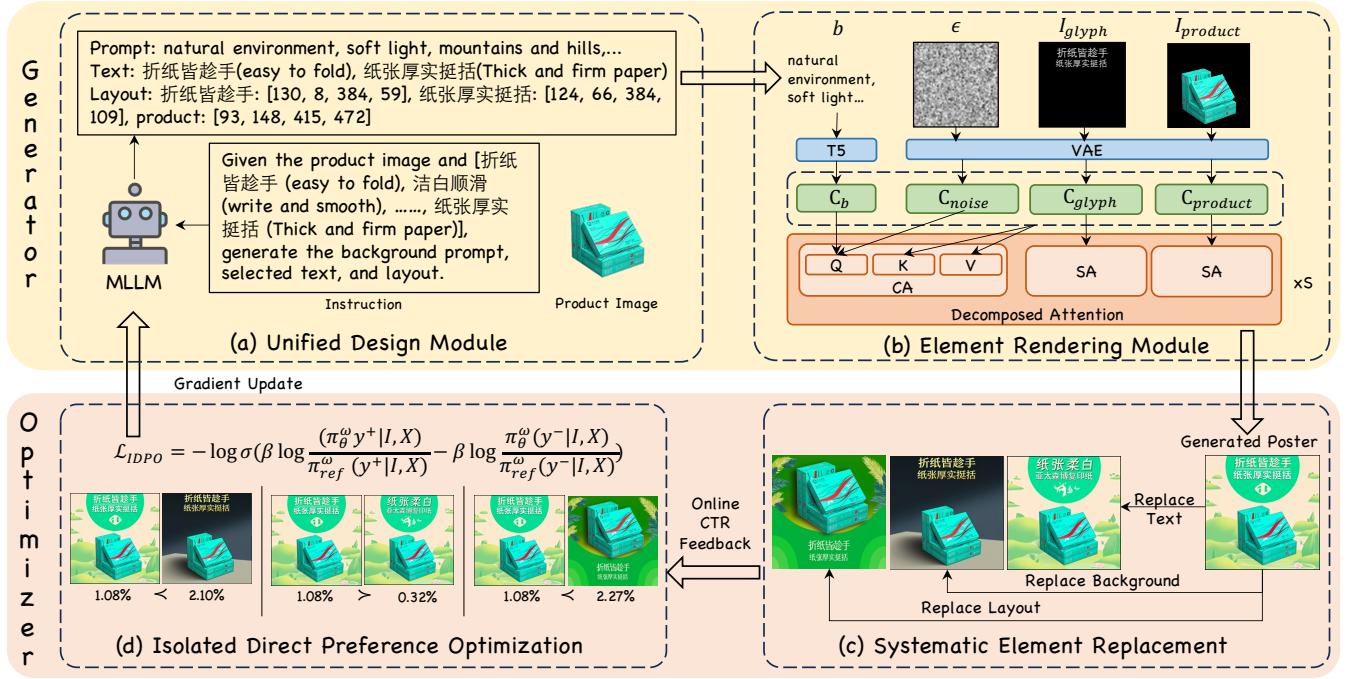 Generator
Prompt: natural environment, soft light, mountains and hills,...
Text: 折纸皆趁手(easy to fold), 纸张厚实挺括(Thick and firm paper)
Layout: 折纸皆趁手: [130, 8, 384, 59], 纸张厚实挺括: [124, 66, 384,
109], product: [93, 148, 415, 472]
Given the product image and [折纸
皆趁手 (easy to fold), 洁白顺滑
(write and smooth), ......, 纸张厚实
挺括 (Thick and firm paper)],
generate the background prompt,
selected text, and layout.
MLLM
Instruction
Product Image
(a) Unified Design Module
b
ϵ
I_glyph
I_product
natural
environment,
soft light...
折纸皆趁手
纸张厚实挺括
T5
VAE
C_b
C_noise
C_glyph
C_product
Q
K
V
CA
SA
SA
xS
Decomposed Attention
(b) Element Rendering Module
Gradient Update
Optimizer
ℒ_IDPO = − log σ(β log (π_θ^ω y⁺|I, X) / π_ref^ω (y⁺|I, X) − β log π_θ^ω (y⁻|I, X) / π_ref^ω (y⁻|I, X))
折纸皆趁手
纸张厚实挺括
折纸皆趁手
纸张厚实挺括
折纸皆趁手
纸张厚实挺括
纸张柔白
亚太森博复印纸
折纸皆趁手
纸张厚实挺括
折纸皆趁手
纸张厚实挺括
1.08% ≺ 2.10%
1.08% ≺ 0.32%
1.08% ≺ 2.27%
(d) Isolated Direct Preference Optimization
Online
CTR
Feedback
Generated Poster
折纸皆趁手
纸张厚实挺括
折纸皆趁手
纸张厚实挺括
纸张柔白
亚太森博复印纸
折纸皆趁手
纸张厚实挺括
Replace
Text
Replace Background
Replace Layout
(c) Systematic Element Replacement